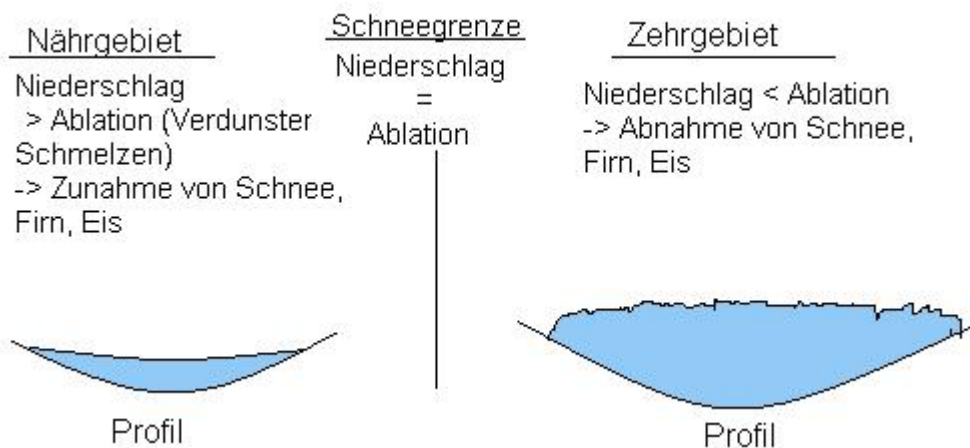 Nährgebiet
Niederschlag
> Ablation (Verdunster
Schmelzen)
-> Zunahme von Schnee,
Firn, Eis
Profil
Schneegrenze
Niederschlag
=
Ablation
Zehrgebiet
Niederschlag < Ablation
-> Abnahme von Schnee,
Firn, Eis
Profil